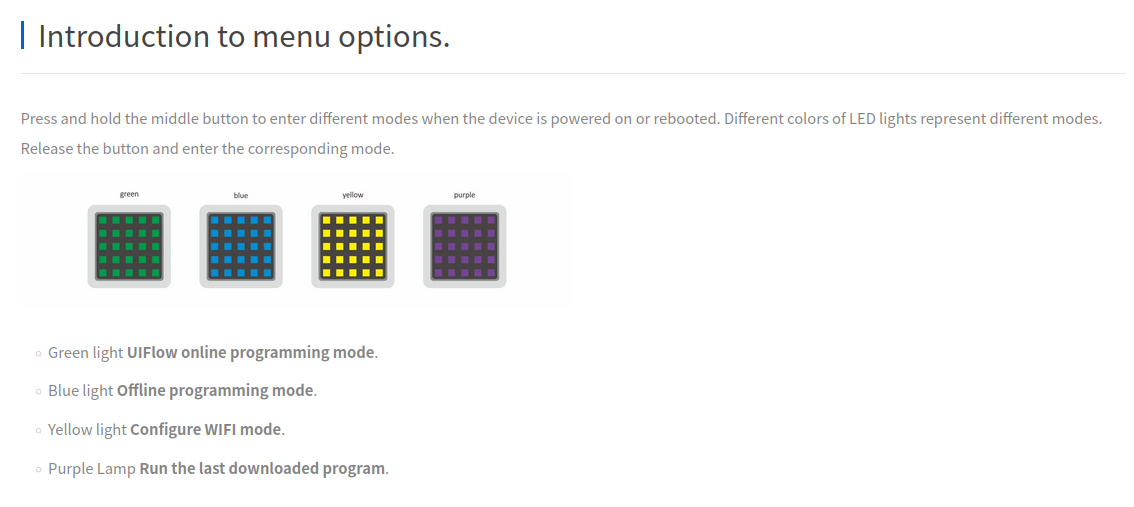 Introduction to menu options.
Press and hold the middle button to enter different modes when the device is powered on or rebooted. Different colors of LED lights represent different modes.
Release the button and enter the corresponding mode.
green blue yellow purple
Green light UIFlow online programming mode.
Blue light Offline programming mode.
Yellow light Configure WIFI mode.
Purple Lamp Run the last downloaded program.